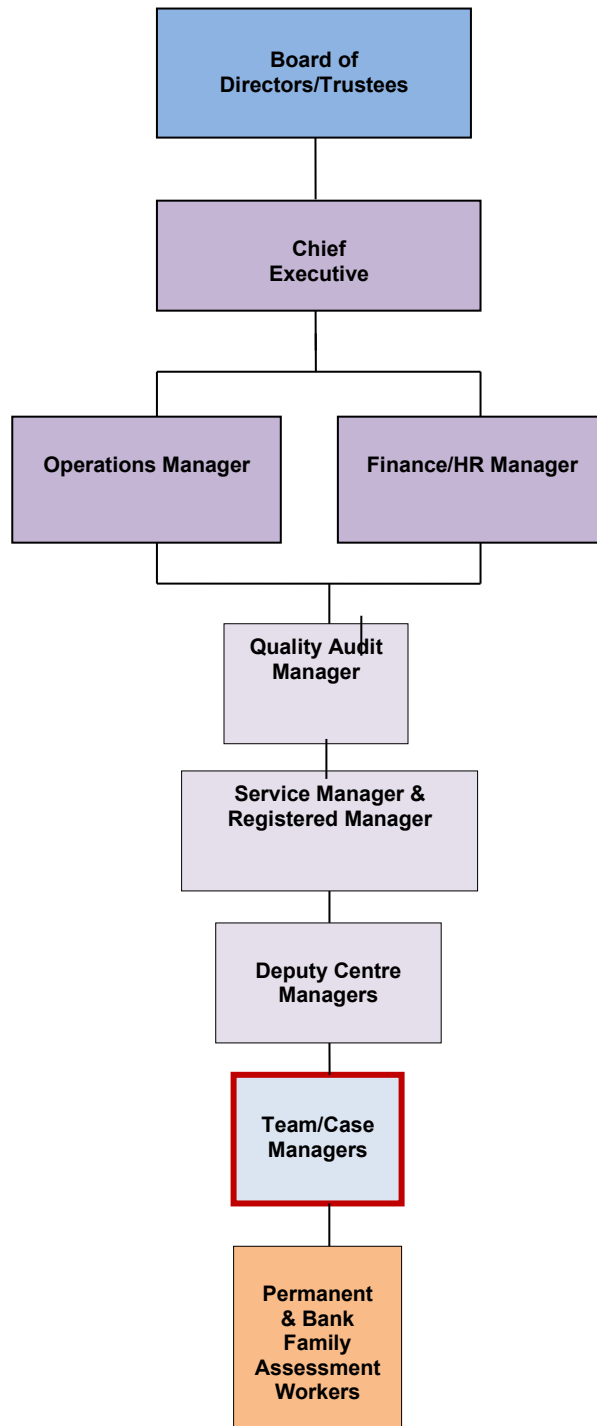 Board of
Directors/Trustees
Chief
Executive
Operations Manager
Finance/HR Manager
Quality Audit
Manager
Service Manager &
Registered Manager
Deputy Centre
Managers
Team/Case
Managers
Permanent
& Bank
Family
Assessment
Workers